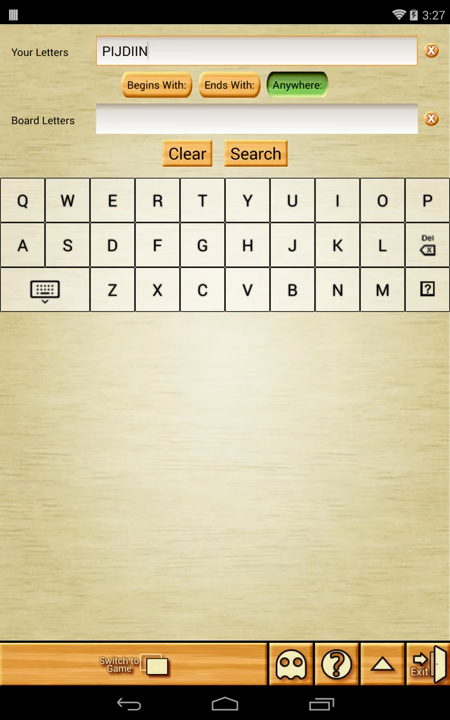 3:27
Your Letters PIJDIIN X
Begins With: Ends With: Anywhere:
Board Letters X
Clear Search
Q W E R T Y U I O P
A S D F G H J K L Del X
Z X C V B N M ?
Switch to Game ? Exit